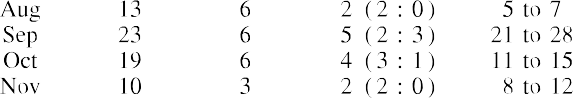 Aug 13 6 2 (2 : 0) 5 to 7
Sep 23 6 5 (2 : 3) 21 to 28
Oct 19 6 4 (3 : 1) 11 to 15
Nov 10 3 2 (2 : 0) 8 to 12